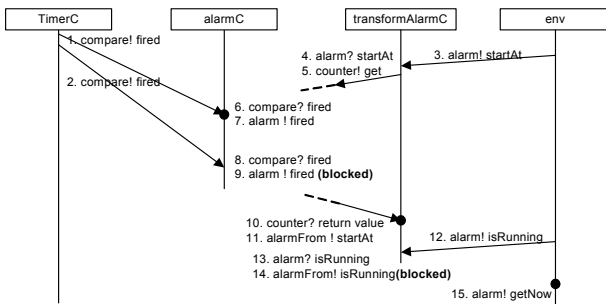 TimerC
alarmC
transformAlarmC
env
1. compare! fired
2. compare! fired
3. alarm! startAt
4. alarm? startAt
5. counter! get
6. compare? fired
7. alarm ! fired
8. compare? fired
9. alarm ! fired (blocked)
10. counter? return value
11. alarmFrom ! startAt
12. alarm! isRunning
13. alarm? isRunning
14. alarmFrom! isRunning(blocked)
15. alarm! getNow